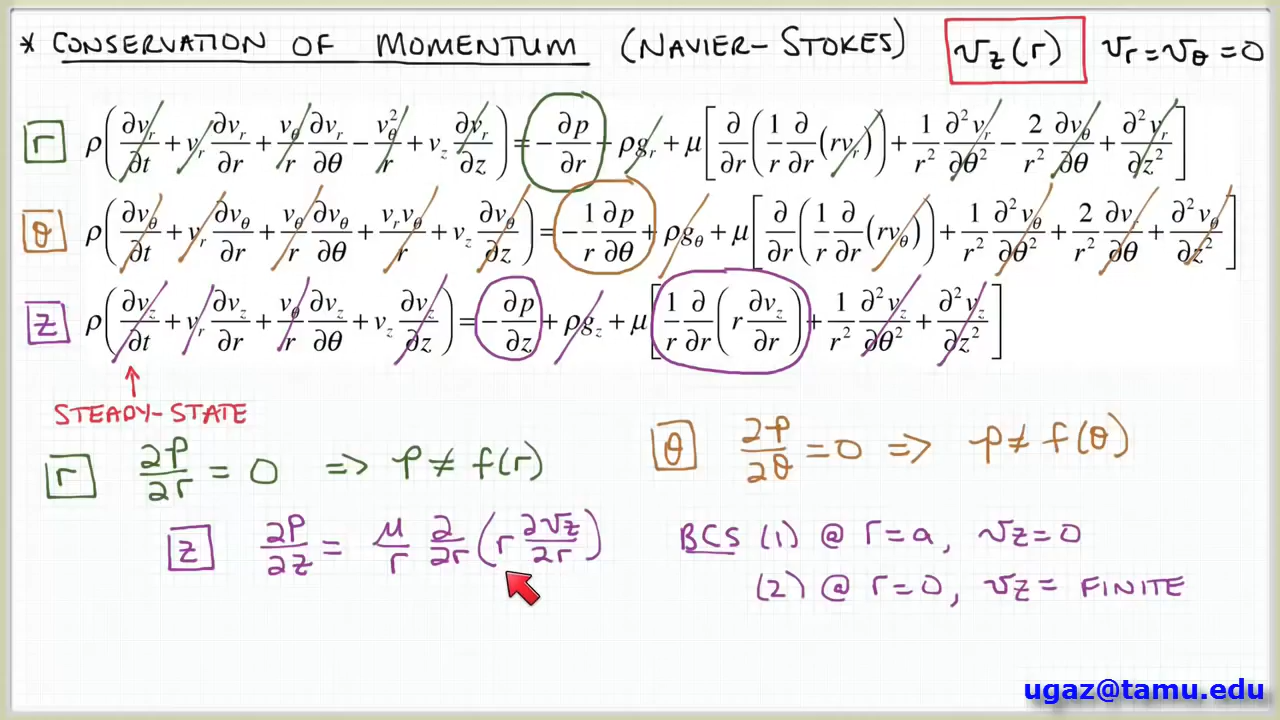 * CONSERVATION OF MOMENTUM (NAVIER-STOKES) v_z(r) v_r=v_θ=0
r ρ(∂v_r/∂t + v_r ∂v_r/∂r + v_θ/r ∂v_r/∂θ − v_θ²/r + v_z ∂v_r/∂z) = −∂p/∂r + ρg_r + μ[∂/∂r(1/r ∂/∂r(rv_r)) + 1/r² ∂²v_r/∂θ² − 2/r² ∂v_θ/∂θ + ∂²v_r/∂z²]
θ ρ(∂v_θ/∂t + v_r ∂v_θ/∂r + v_θ/r ∂v_θ/∂θ + v_r v_θ/r + v_z ∂v_θ/∂z) = −1/r ∂p/∂θ + ρg_θ + μ[∂/∂r(1/r ∂/∂r(rv_θ)) + 1/r² ∂²v_θ/∂θ² + 2/r² ∂v_r/∂θ + ∂²v_θ/∂z²]
z ρ(∂v_z/∂t + v_r ∂v_z/∂r + v_θ/r ∂v_z/∂θ + v_z ∂v_z/∂z) = −∂p/∂z + ρg_z + μ[1/r ∂/∂r(r ∂v_z/∂r) + 1/r² ∂²v_z/∂θ² + ∂²v_z/∂z²]
STEADY-STATE
r ∂p/∂r = 0 => p ≠ f(r)
θ ∂p/∂θ = 0 => p ≠ f(θ)
z ∂p/∂z = μ/r ∂/∂r(r ∂v_z/∂r)
BCS (1) @ r=a, v_z=0
(2) @ r=0, v_z= FINITE
ugaz@tamu.edu